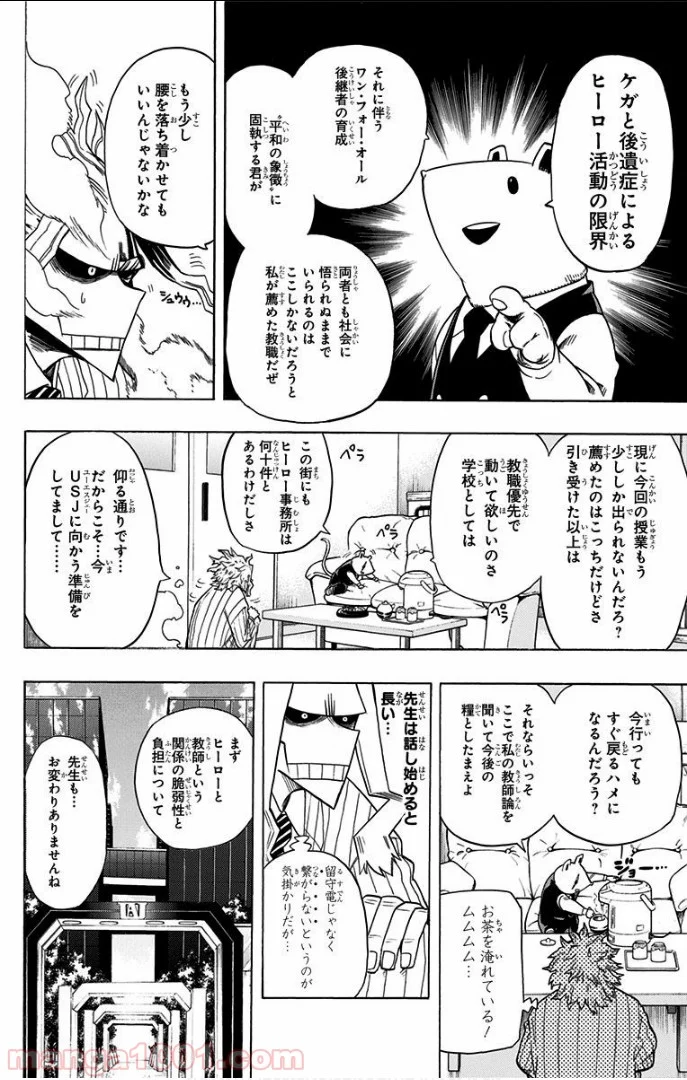 ケガと後遺症による
ヒーロー活動の限界
それに伴う
ワン・フォー・オール
後継者の育成
"平和の象徴"に
固執する君が
両者とも社会に
悟られぬままで
いられるのは
ここしかないだろうと
私が薦めた教職だぜ
もう少し
腰を落ち着かせても
いいんじゃないかな
シュウゥ…
現に今回の授業もう
少ししか出られないんだろ?
薦めたのはこっちだけどさ
引き受けた以上は
教職優先で
動いて欲しいのさ
学校としては
この街にも
ヒーロー事務所は
何十件と
あるわけだしさ
ペラ
ペラ
ペラ
仰る通りです…
だからこそ…今
USJに向かう準備を
してまして……
今行っても
すぐ戻るハメに
なるんだろう?
それならいっそ
ここで私の教師論を
聞いて今後の
糧としたまえよ
お茶を淹れている!
ムムムム…
先生は話し始めると
長い…
留守電じゃなく
繋がらないというのが
気掛かりだが…
まず
ヒーローと
教師という
関係の脆弱性と
負担について
先生も…
お変わりありませんね
manga1001.com